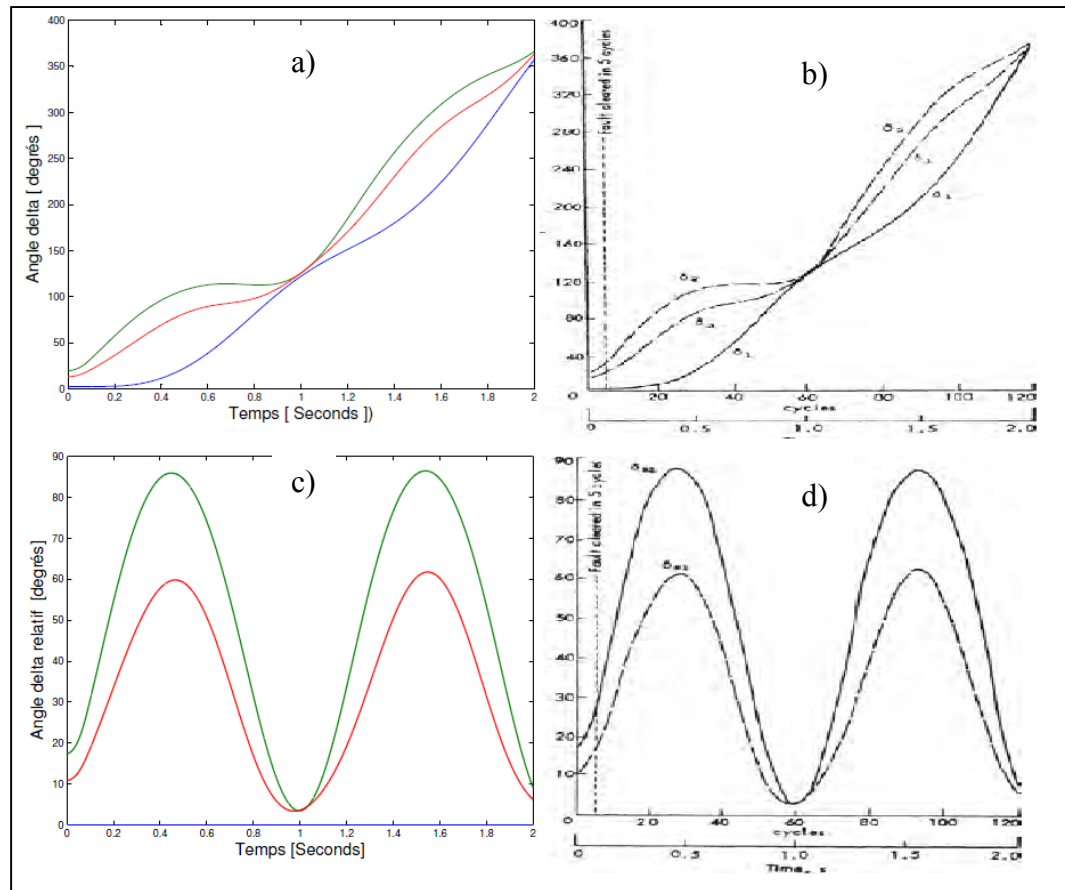 a)
400
350
300
250
200
150
100
50
0
Angle delta [ degrés ]
0 0.2 0.4 0.6 0.8 1 1.2 1.4 1.6 1.8 2
Temps [ Seconds ])
b)
400
360
280
240
200
160
120
80
40
0
Fault cleared in 5 cycles
20 40 60 80 100 120
cycles
0 0.5 1.0 1.5 2.0
c)
90
80
70
60
50
40
30
20
10
0
Angle delta relatif [degrés]
0 0.2 0.4 0.6 0.8 1 1.2 1.4 1.6 1.8 2
Temps [Seconds]
d)
90
80
70
60
50
40
30
20
10
Fault cleared in 5 cycles
0 20 40 60 80 100 120
cycles
0 0.5 1.0 1.5 2.0
Time, s